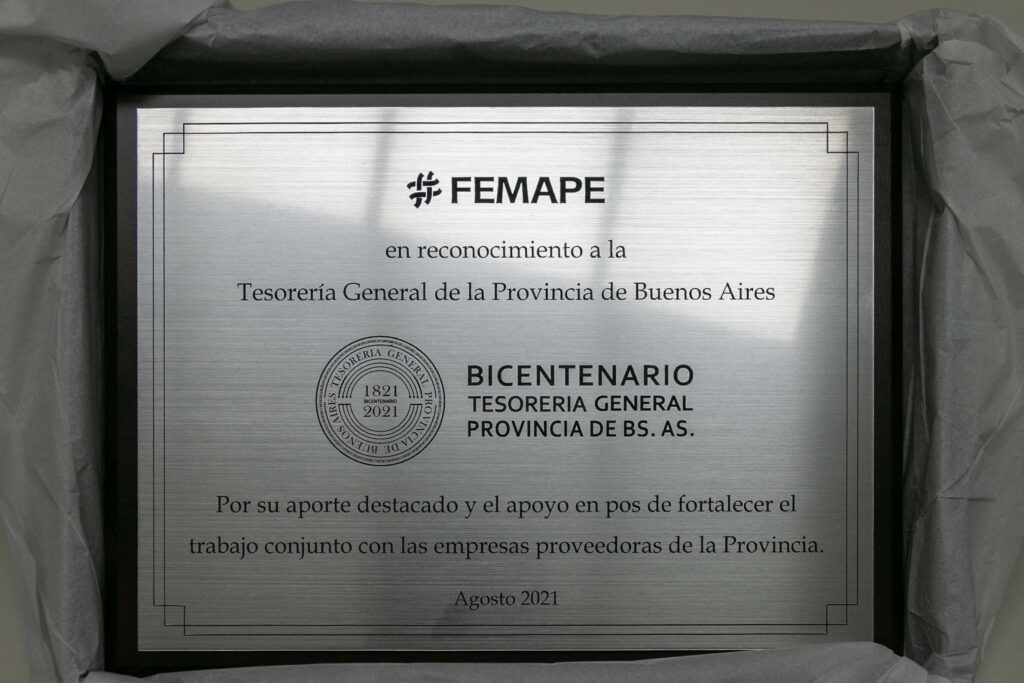 FEMAPE
en reconocimiento a la
Tesorería General de la Provincia de Buenos Aires
TESORERIA GENERAL PROVINCIA DE BUENOS AIRES
1821
BICENTENARIO
2021
BICENTENARIO
TESORERIA GENERAL
PROVINCIA DE BS. AS.
Por su aporte destacado y el apoyo en pos de fortalecer el
trabajo conjunto con las empresas proveedoras de la Provincia.
Agosto 2021